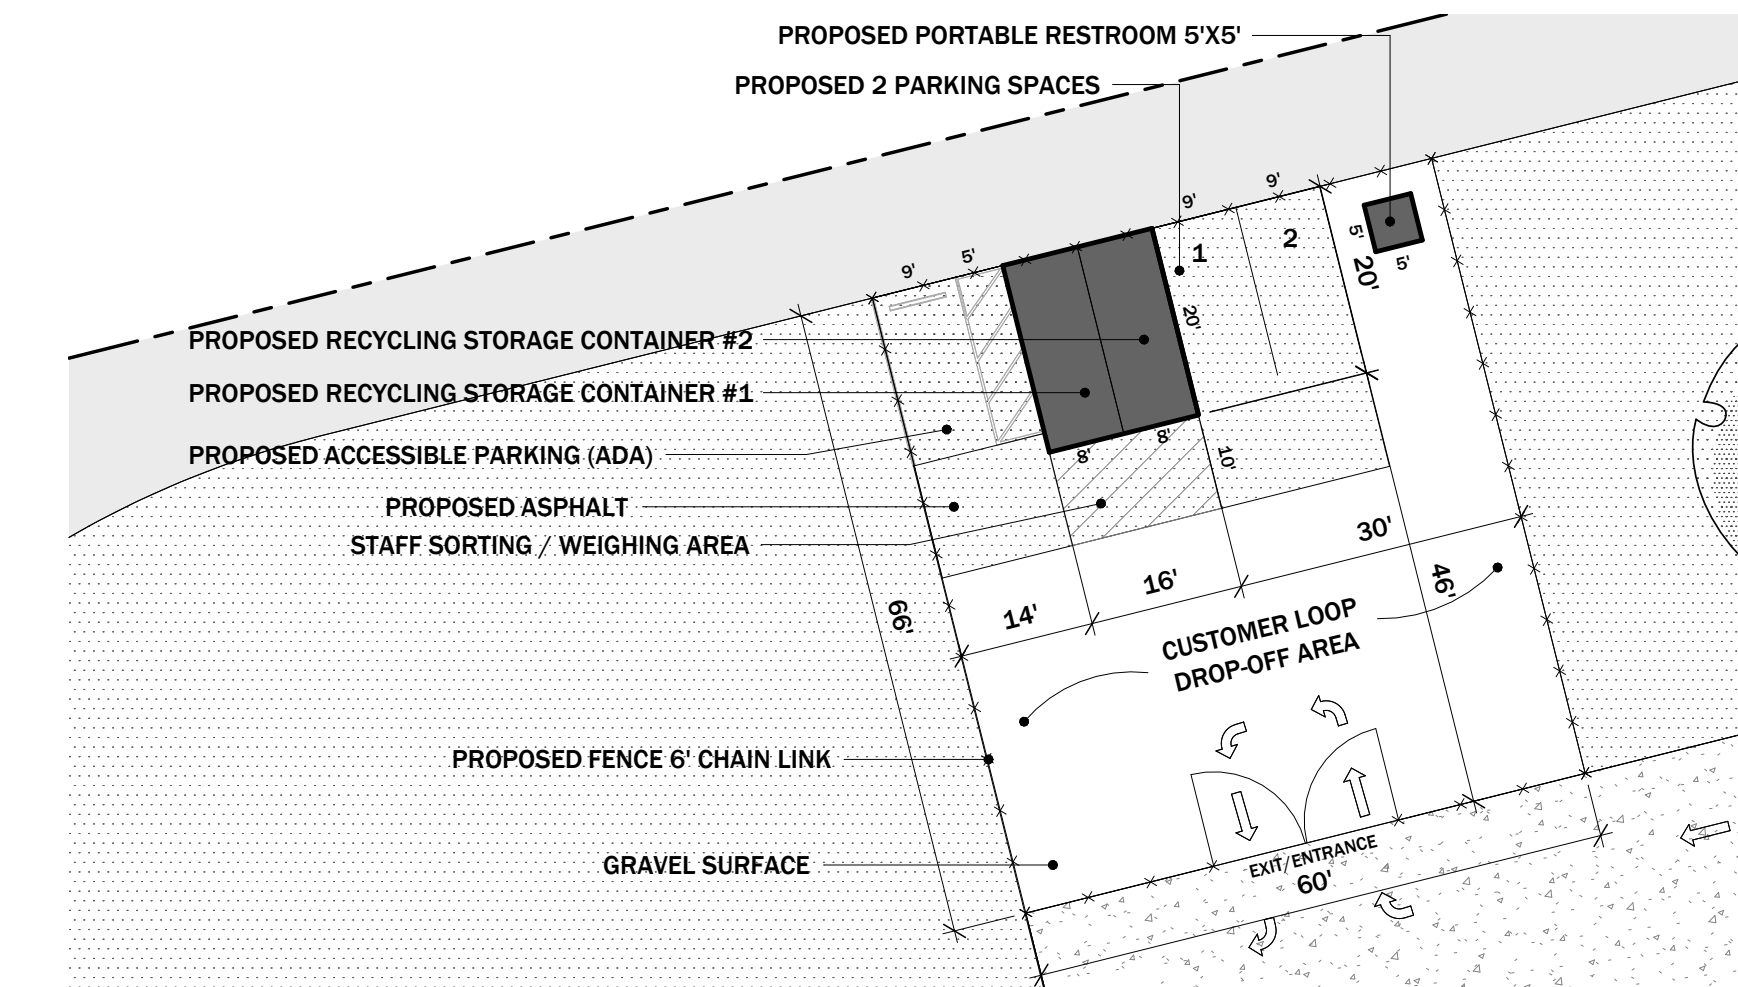 PROPOSED PORTABLE RESTROOM 5'X5'
PROPOSED 2 PARKING SPACES
9'
9'
5'
9'
1
2
5'
5'
20'
20'
PROPOSED RECYCLING STORAGE CONTAINER #2
PROPOSED RECYCLING STORAGE CONTAINER #1
PROPOSED ACCESSIBLE PARKING (ADA)
8'
8'
10'
PROPOSED ASPHALT
STAFF SORTING / WEIGHING AREA
30'
16'
14'
66'
46'
CUSTOMER LOOP
DROP-OFF AREA
PROPOSED FENCE 6' CHAIN LINK
GRAVEL SURFACE
EXIT/ENTRANCE
60'